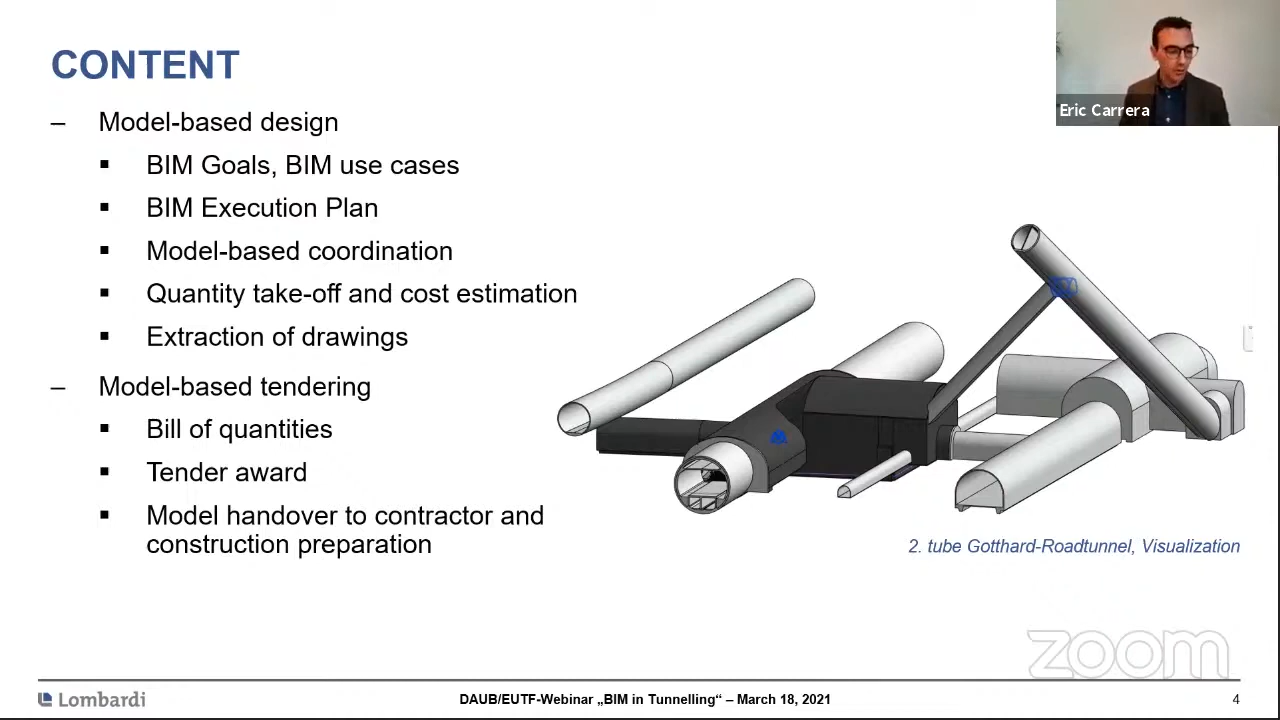 CONTENT
Eric Carrera
– Model-based design
▪ BIM Goals, BIM use cases
▪ BIM Execution Plan
▪ Model-based coordination
▪ Quantity take-off and cost estimation
▪ Extraction of drawings
– Model-based tendering
▪ Bill of quantities
▪ Tender award
▪ Model handover to contractor and
construction preparation
2. tube Gotthard-Roadtunnel, Visualization
zoom
Lombardi
DAUB/EUTF-Webinar „BIM in Tunnelling“ – March 18, 2021
4